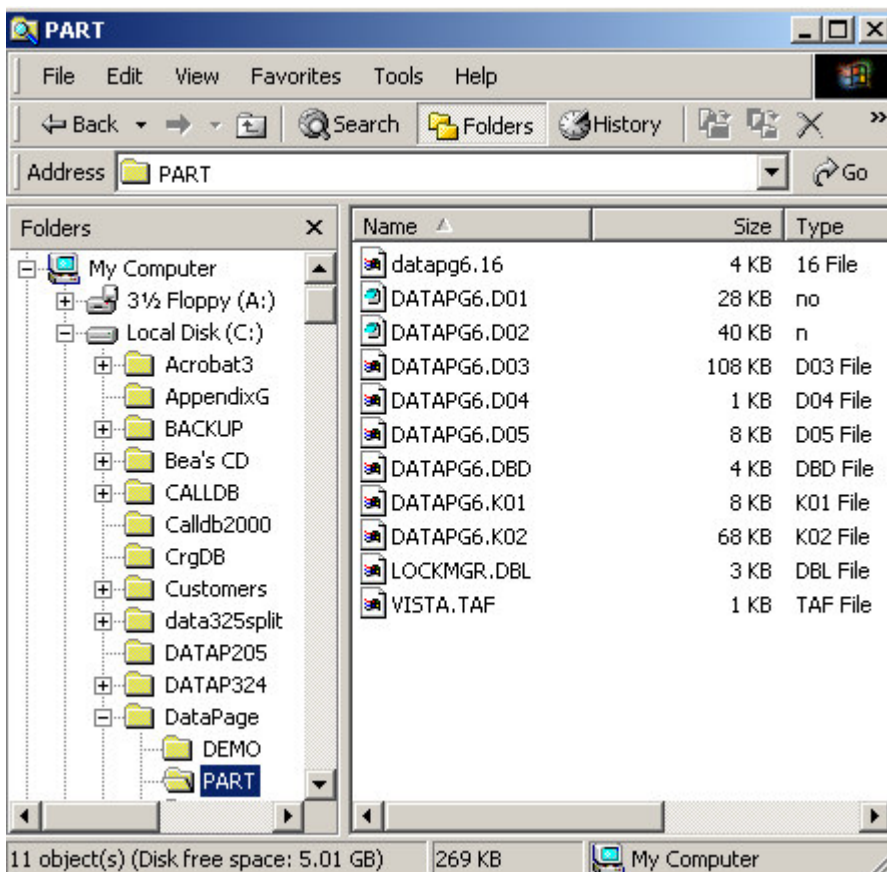 PART
File Edit View Favorites Tools Help
Back Search Folders History »
Address PART Go
Folders
My Computer
3½ Floppy (A:)
Local Disk (C:)
Acrobat3
AppendixG
BACKUP
Bea's CD
CALLDB
Calldb2000
CrgDB
Customers
data325split
DATAP205
DATAP324
DataPage
DEMO
PART
Name Size Type
datapg6.16 4 KB 16 File
DATAPG6.D01 28 KB no
DATAPG6.D02 40 KB n
DATAPG6.D03 108 KB D03 File
DATAPG6.D04 1 KB D04 File
DATAPG6.D05 8 KB D05 File
DATAPG6.DBD 4 KB DBD File
DATAPG6.K01 8 KB K01 File
DATAPG6.K02 68 KB K02 File
LOCKMGR.DBL 3 KB DBL File
VISTA.TAF 1 KB TAF File
11 object(s) (Disk free space: 5.01 GB) 269 KB My Computer